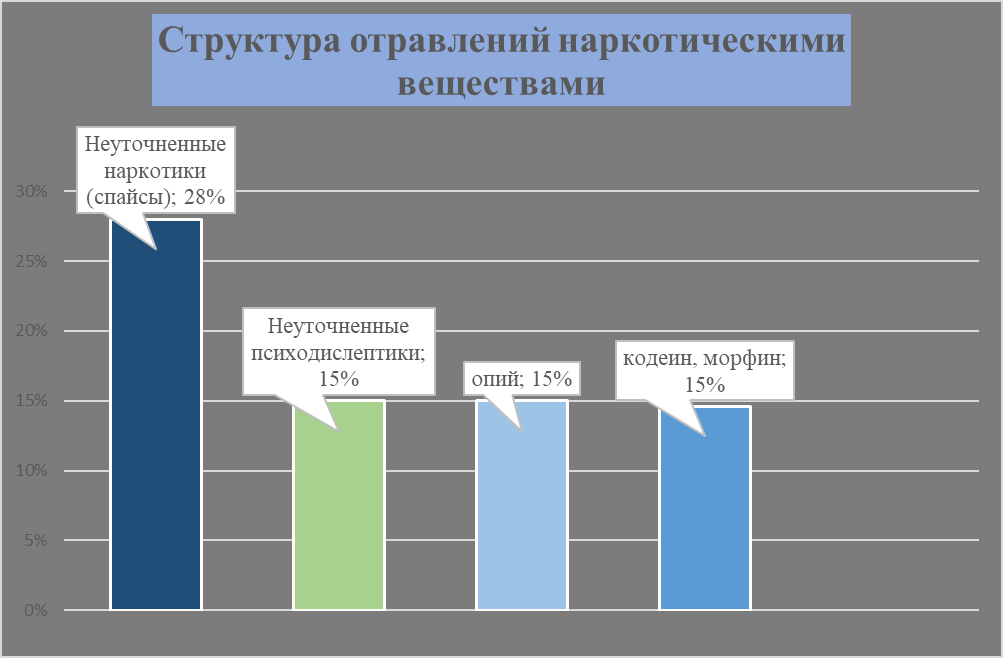 Структура отравлений наркотическими
веществами
Неуточненные
наркотики
(спайсы); 28%
Неуточненные
психодислептики;
15%
опий; 15%
кодеин, морфин;
15%
30%
25%
20%
15%
10%
5%
0%